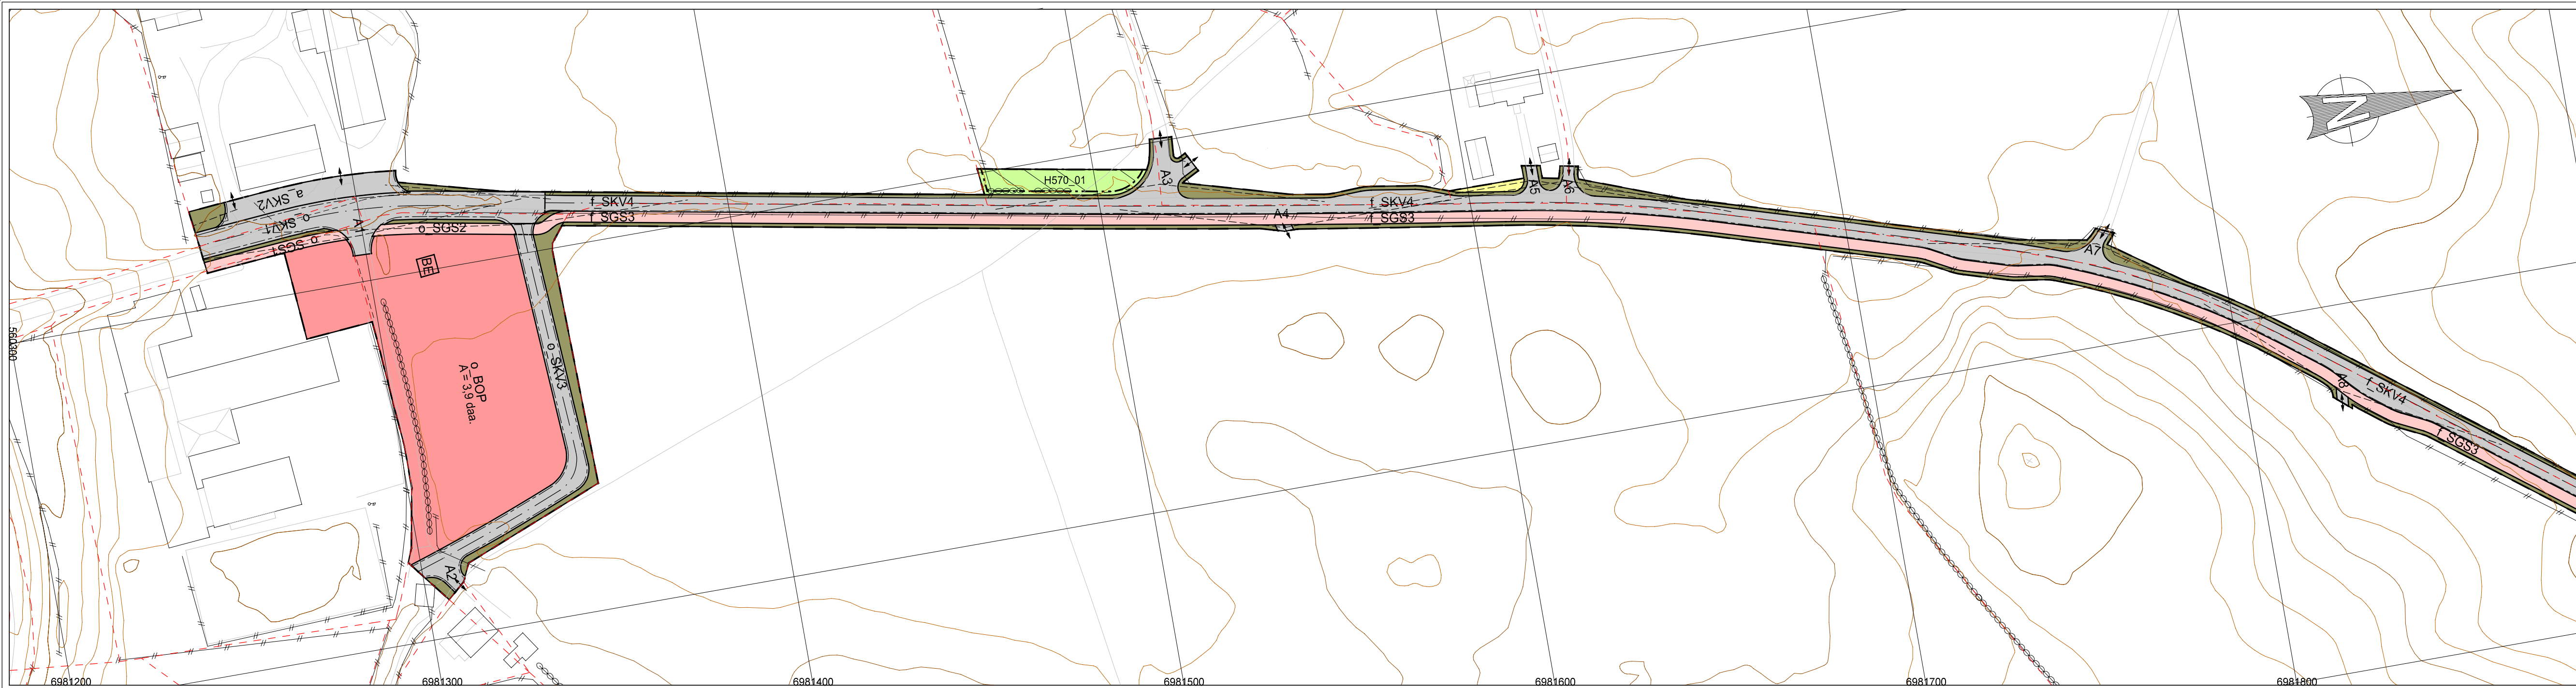 H570_01
A3
A5
A6
N
a_SKV2
o_SKV1
A1
o_SGS1
o_SGS2
f_SKV4
f_SGS3
A4
f_SKV4
f_SGS3
A7
BE
560300
o_SKV3
o_BOP
A = 3,9 daa.
A8
f_SKV4
f_SGS3
A2
6981200
6981300
6981400
6981500
6981600
6981700
6981800